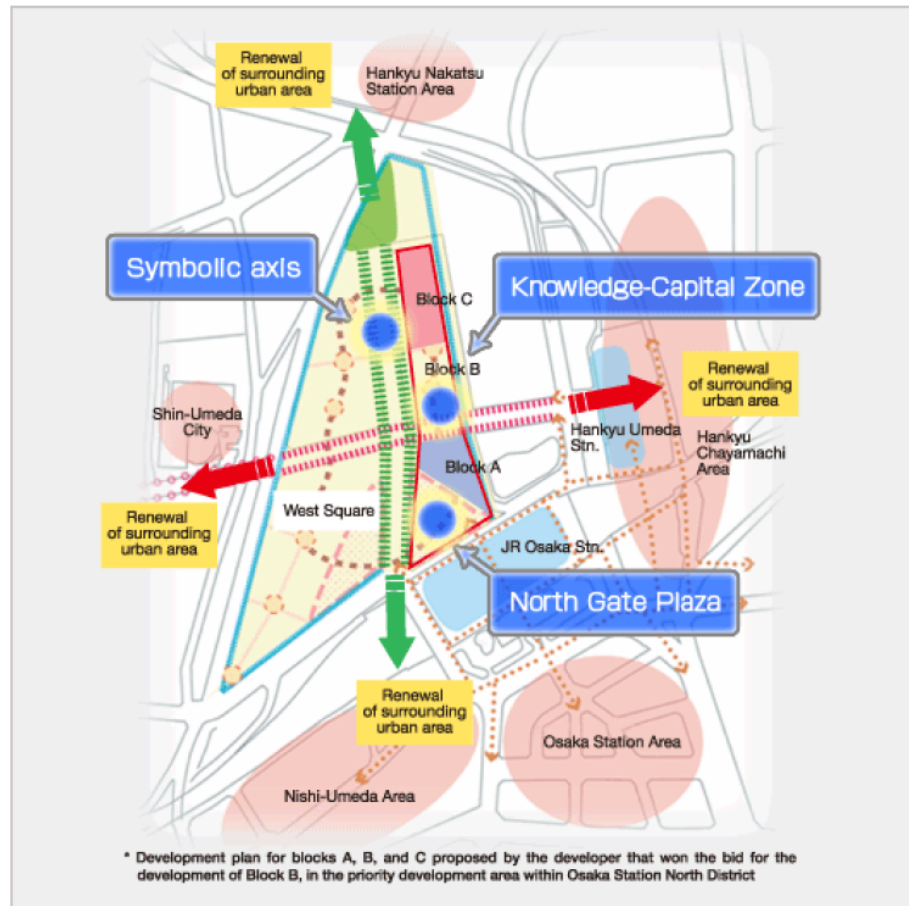 Renewal
of surrounding
urban area
Hankyu Nakatsu
Station Area
Symbolic axis
Knowledge-Capital Zone
Block C
Block B
Renewal
of surrounding
urban area
Shin-Umeda
City
Hankyu Umeda
Stn.
Hankyu
Chayamachi
Area
Block A
West Square
Renewal
of surrounding
urban area
JR Osaka Stn.
North Gate Plaza
Renewal
of surrounding
urban area
Osaka Station Area
Nishi-Umeda Area
* Development plan for blocks A, B, and C proposed by the developer that won the bid for the
development of Block B, in the priority development area within Osaka Station North District